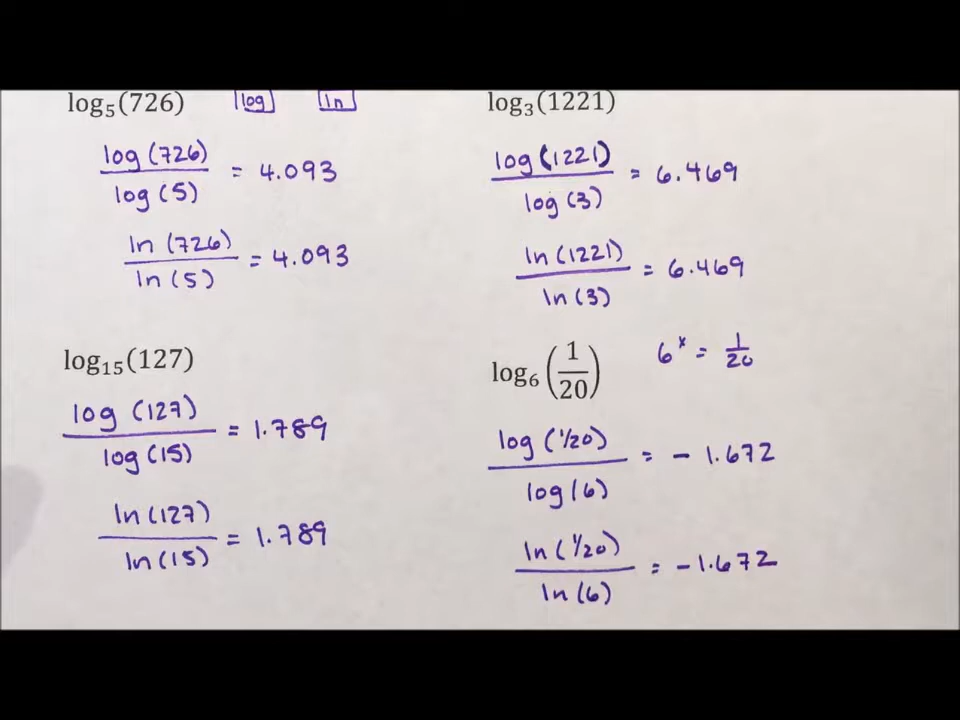 log₅(726) log ln
log(726)/log(5) = 4.093
ln(726)/ln(5) = 4.093
log₃(1221)
log(1221)/log(3) = 6.469
ln(1221)/ln(3) = 6.469
log₁₅(127)
log(127)/log(15) = 1.789
ln(127)/ln(15) = 1.789
log₆(1/20) 6ˣ = 1/20
log(1/20)/log(6) = -1.672
ln(1/20)/ln(6) = -1.672